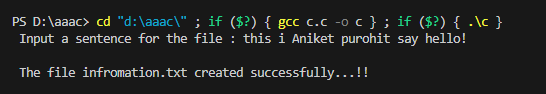 PS D:\aaac> cd "d:\aaac\" ; if ($?) { gcc c.c -o c } ; if ($?) { .\c }
Input a sentence for the file : this i Aniket purohit say hello!
The file infromation.txt created successfully...!!